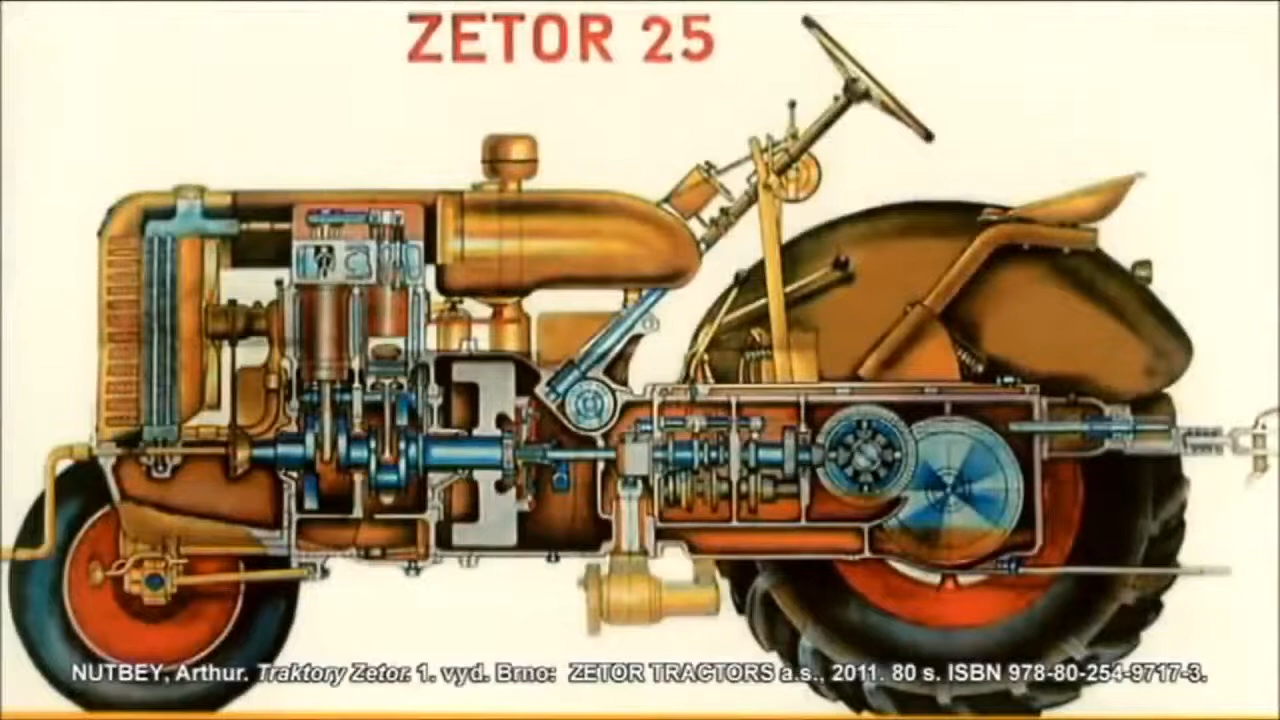 ZETOR 25
NUTBEY, Arthur. Traktory Zetor. 1. vyd. Brno: ZETOR TRACTORS a.s., 2011. 80 s. ISBN 978-80-254-9717-3.